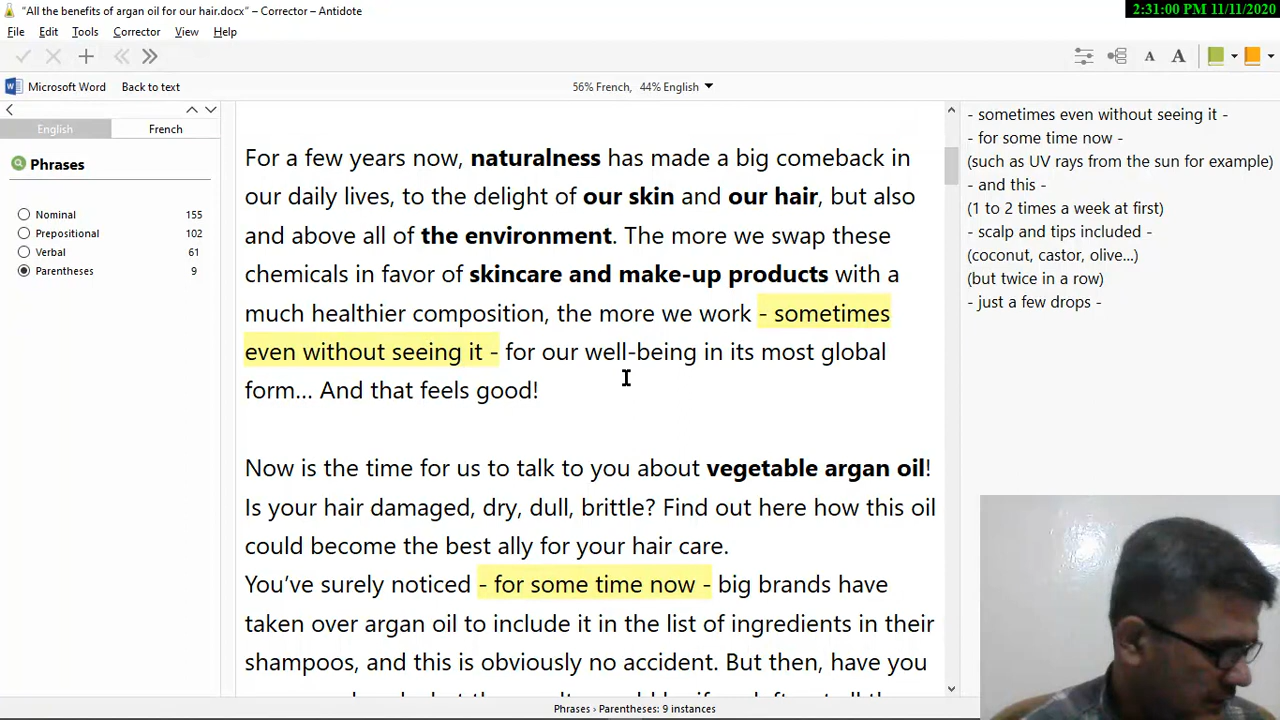 "All the benefits of argan oil for our hair.docx" – Corrector – Antidote
2:31:00 PM 11/11/2020
File Edit Tools Corrector View Help
A A
Microsoft Word Back to text
56% French, 44% English
English French
Phrases
Nominal 155
Prepositional 102
Verbal 61
Parentheses 9
For a few years now, naturalness has made a big comeback in
our daily lives, to the delight of our skin and our hair, but also
and above all of the environment. The more we swap these
chemicals in favor of skincare and make-up products with a
much healthier composition, the more we work - sometimes
even without seeing it - for our well-being in its most global
form... And that feels good!
Now is the time for us to talk to you about vegetable argan oil!
Is your hair damaged, dry, dull, brittle? Find out here how this oil
could become the best ally for your hair care.
You've surely noticed - for some time now - big brands have
taken over argan oil to include it in the list of ingredients in their
shampoos, and this is obviously no accident. But then, have you
- sometimes even without seeing it -
- for some time now -
(such as UV rays from the sun for example)
- and this -
(1 to 2 times a week at first)
- scalp and tips included -
(coconut, castor, olive...)
(but twice in a row)
- just a few drops -
Phrases › Parentheses: 9 instances